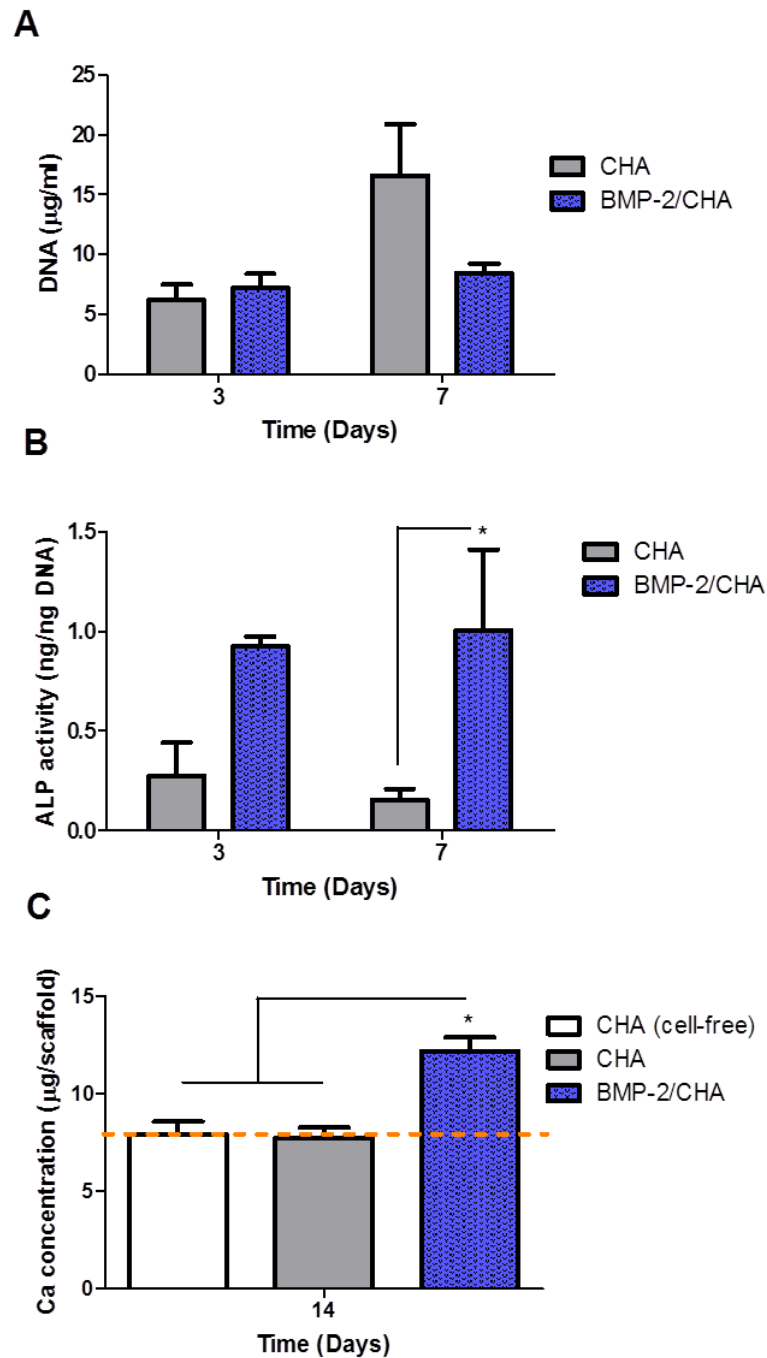 A
DNA (μg/ml)
25
20
15
10
5
0
3
7
Time (Days)
CHA
BMP-2/CHA
B
ALP activity (ng/ng DNA)
1.5
1.0
0.5
0.0
*
3
7
Time (Days)
CHA
BMP-2/CHA
C
Ca concentration (μg/scaffold)
15
10
5
0
*
14
Time (Days)
CHA (cell-free)
CHA
BMP-2/CHA